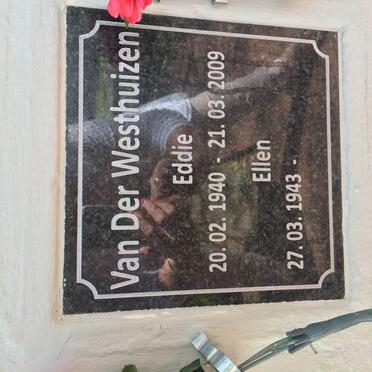 Van Der Westhuizen
Eddie
20. 02. 1940 - 21. 03. 2009
Ellen
27. 03. 1943 -